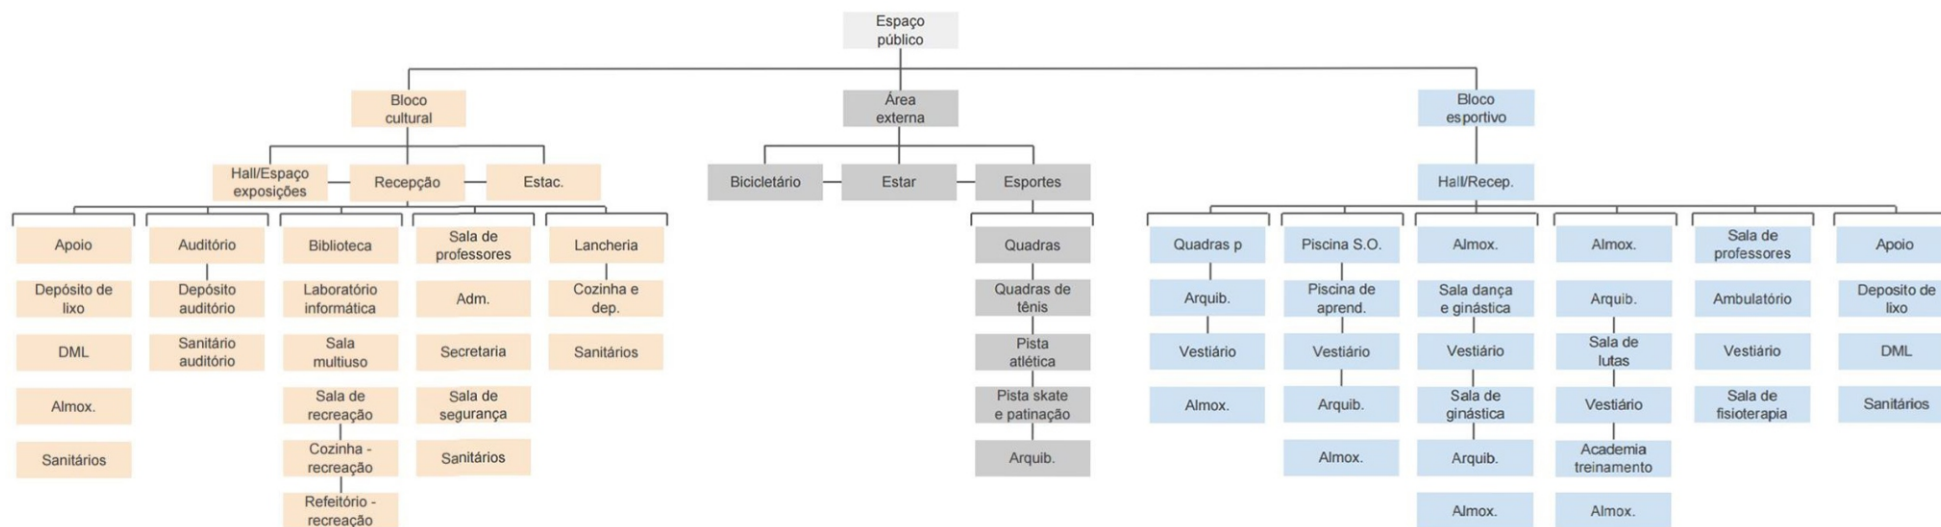 Espaço
público
Bloco
cultural
Área
externa
Bloco
esportivo
Hall/Espaço
exposições
Recepção
Estac.
Bicicletário
Estar
Esportes
Hall/Recep.
Apoio
Depósito de
lixo
DML
Almox.
Sanitários
Auditório
Depósito
auditório
Sanitário
auditório
Biblioteca
Laboratório
informática
Sala
multiuso
Sala de
recreação
Cozinha -
recreação
Refeitório -
recreação
Sala de
professores
Adm.
Secretaria
Sala de
segurança
Sanitários
Lancheria
Cozinha e
dep.
Sanitários
Quadras
Quadras de
tênis
Pista
atlética
Pista skate
e patinação
Arquib.
Quadras p
Arquib.
Vestiário
Almox.
Piscina S.O.
Piscina de
aprend.
Vestiário
Arquib.
Almox.
Almox.
Sala dança
e ginástica
Vestiário
Sala de
ginástica
Arquib.
Almox.
Almox.
Arquib.
Sala de
lutas
Vestiário
Academia
treinamento
Almox.
Sala de
professores
Ambulatório
Vestiário
Sala de
fisioterapia
Apoio
Deposito de
lixo
DML
Sanitários